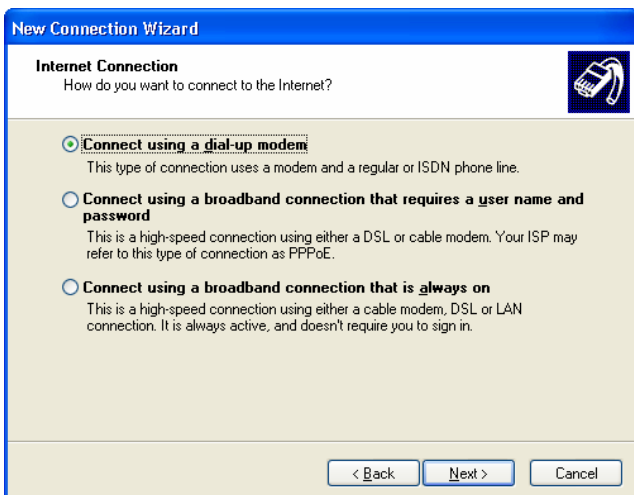 New Connection Wizard
Internet Connection
How do you want to connect to the Internet?
Connect using a dial-up modem
This type of connection uses a modem and a regular or ISDN phone line.
Connect using a broadband connection that requires a user name and
password
This is a high-speed connection using either a DSL or cable modem. Your ISP may
refer to this type of connection as PPPoE.
Connect using a broadband connection that is always on
This is a high-speed connection using either a cable modem, DSL or LAN
connection. It is always active, and doesn't require you to sign in.
< Back Next > Cancel